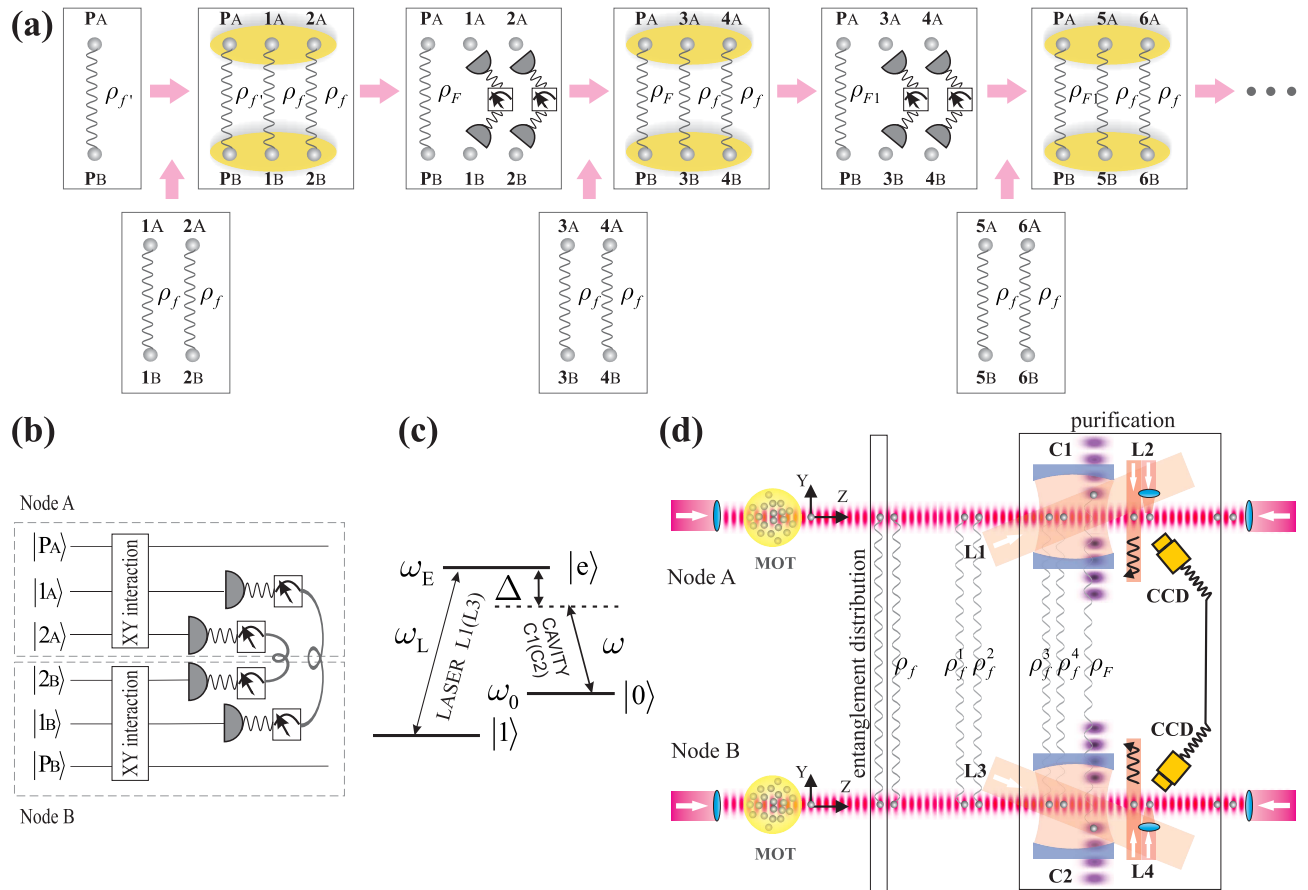 (a)
PA
ρf'
PB
PA 1A 2A
ρf' ρf ρf
PB 1B 2B
PA 1A 2A
ρF
PB 1B 2B
PA 3A 4A
ρF ρf ρf
PB 3B 4B
PA 3A 4A
ρF1
PB 3B 4B
PA 5A 6A
ρF1 ρf ρf
PB 5B 6B
1A 2A
ρf ρf
1B 2B
3A 4A
ρf ρf
3B 4B
5A 6A
ρf ρf
5B 6B
(b)
Node A
|PA⟩
|1A⟩
|2A⟩
XY interaction
|2B⟩
|1B⟩
|PB⟩
XY interaction
Node B
(c)
ωE |e⟩
Δ
ωL
LASER L1(L3)
CAVITY
C1(C2)
ω
ω0 |0⟩
|1⟩
(d)
purification
C1 L2
Y
Z
L1
Node A
MOT
CCD
entanglement distribution
ρf ρf¹ ρf² ρf³ ρf⁴ ρF
CCD
Node B
Y
Z
L3
MOT
C2 L4